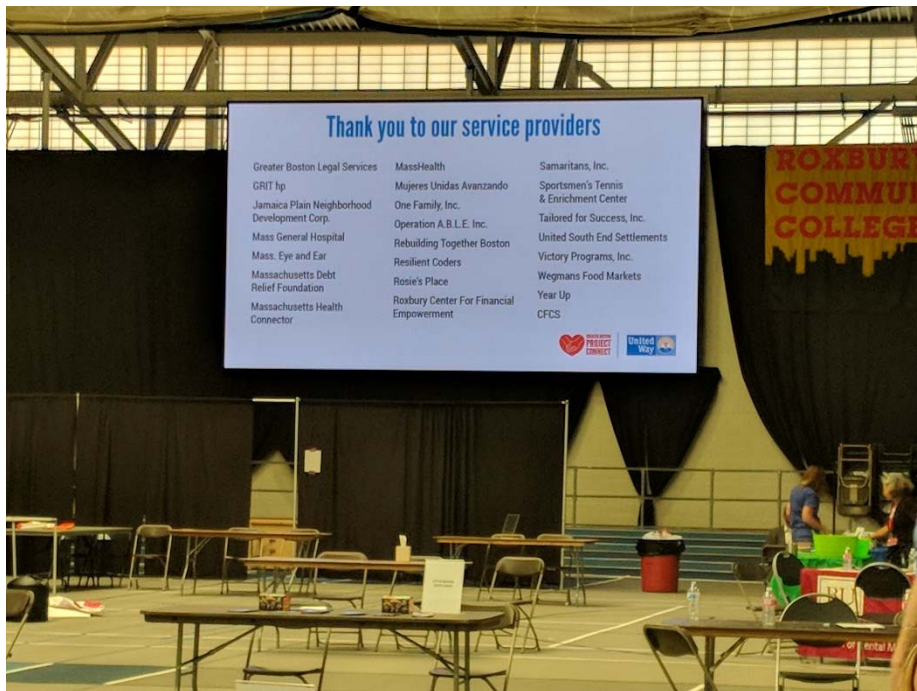 Thank you to our service providers
Greater Boston Legal Services
GRIT hp
Jamaica Plain Neighborhood
Development Corp.
Mass General Hospital
Mass. Eye and Ear
Massachusetts Debt
Relief Foundation
Massachusetts Health
Connector
MassHealth
Mujeres Unidas Avanzando
One Family, Inc.
Operation A.B.L.E. Inc.
Rebuilding Together Boston
Resilient Coders
Rosie's Place
Roxbury Center For Financial
Empowerment
Samaritans, Inc.
Sportsmen's Tennis
& Enrichment Center
Tailored for Success, Inc.
United South End Settlements
Victory Programs, Inc.
Wegmans Food Markets
Year Up
CFCS
GREATER BOSTON
PROJECT
CONNECT
United
Way
ROXBUR
COMMU
COLLEG